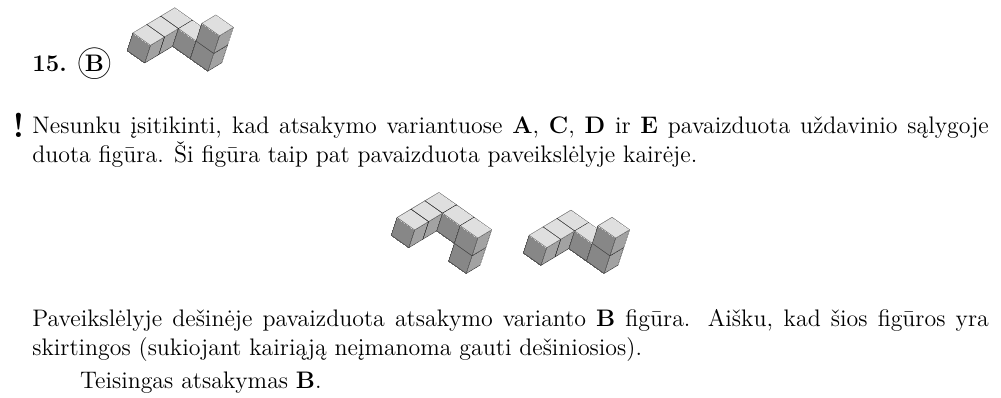 15. B
! Nesunku įsitikinti, kad atsakymo variantuose A, C, D ir E pavaizduota uždavinio sąlygoje
duota figūra. Ši figūra taip pat pavaizduota paveikslėlyje kairėje.
Paveikslėlyje dešinėje pavaizduota atsakymo varianto B figūra. Aišku, kad šios figūros yra
skirtingos (sukiojant kairiąją neįmanoma gauti dešiniosios).
Teisingas atsakymas B.